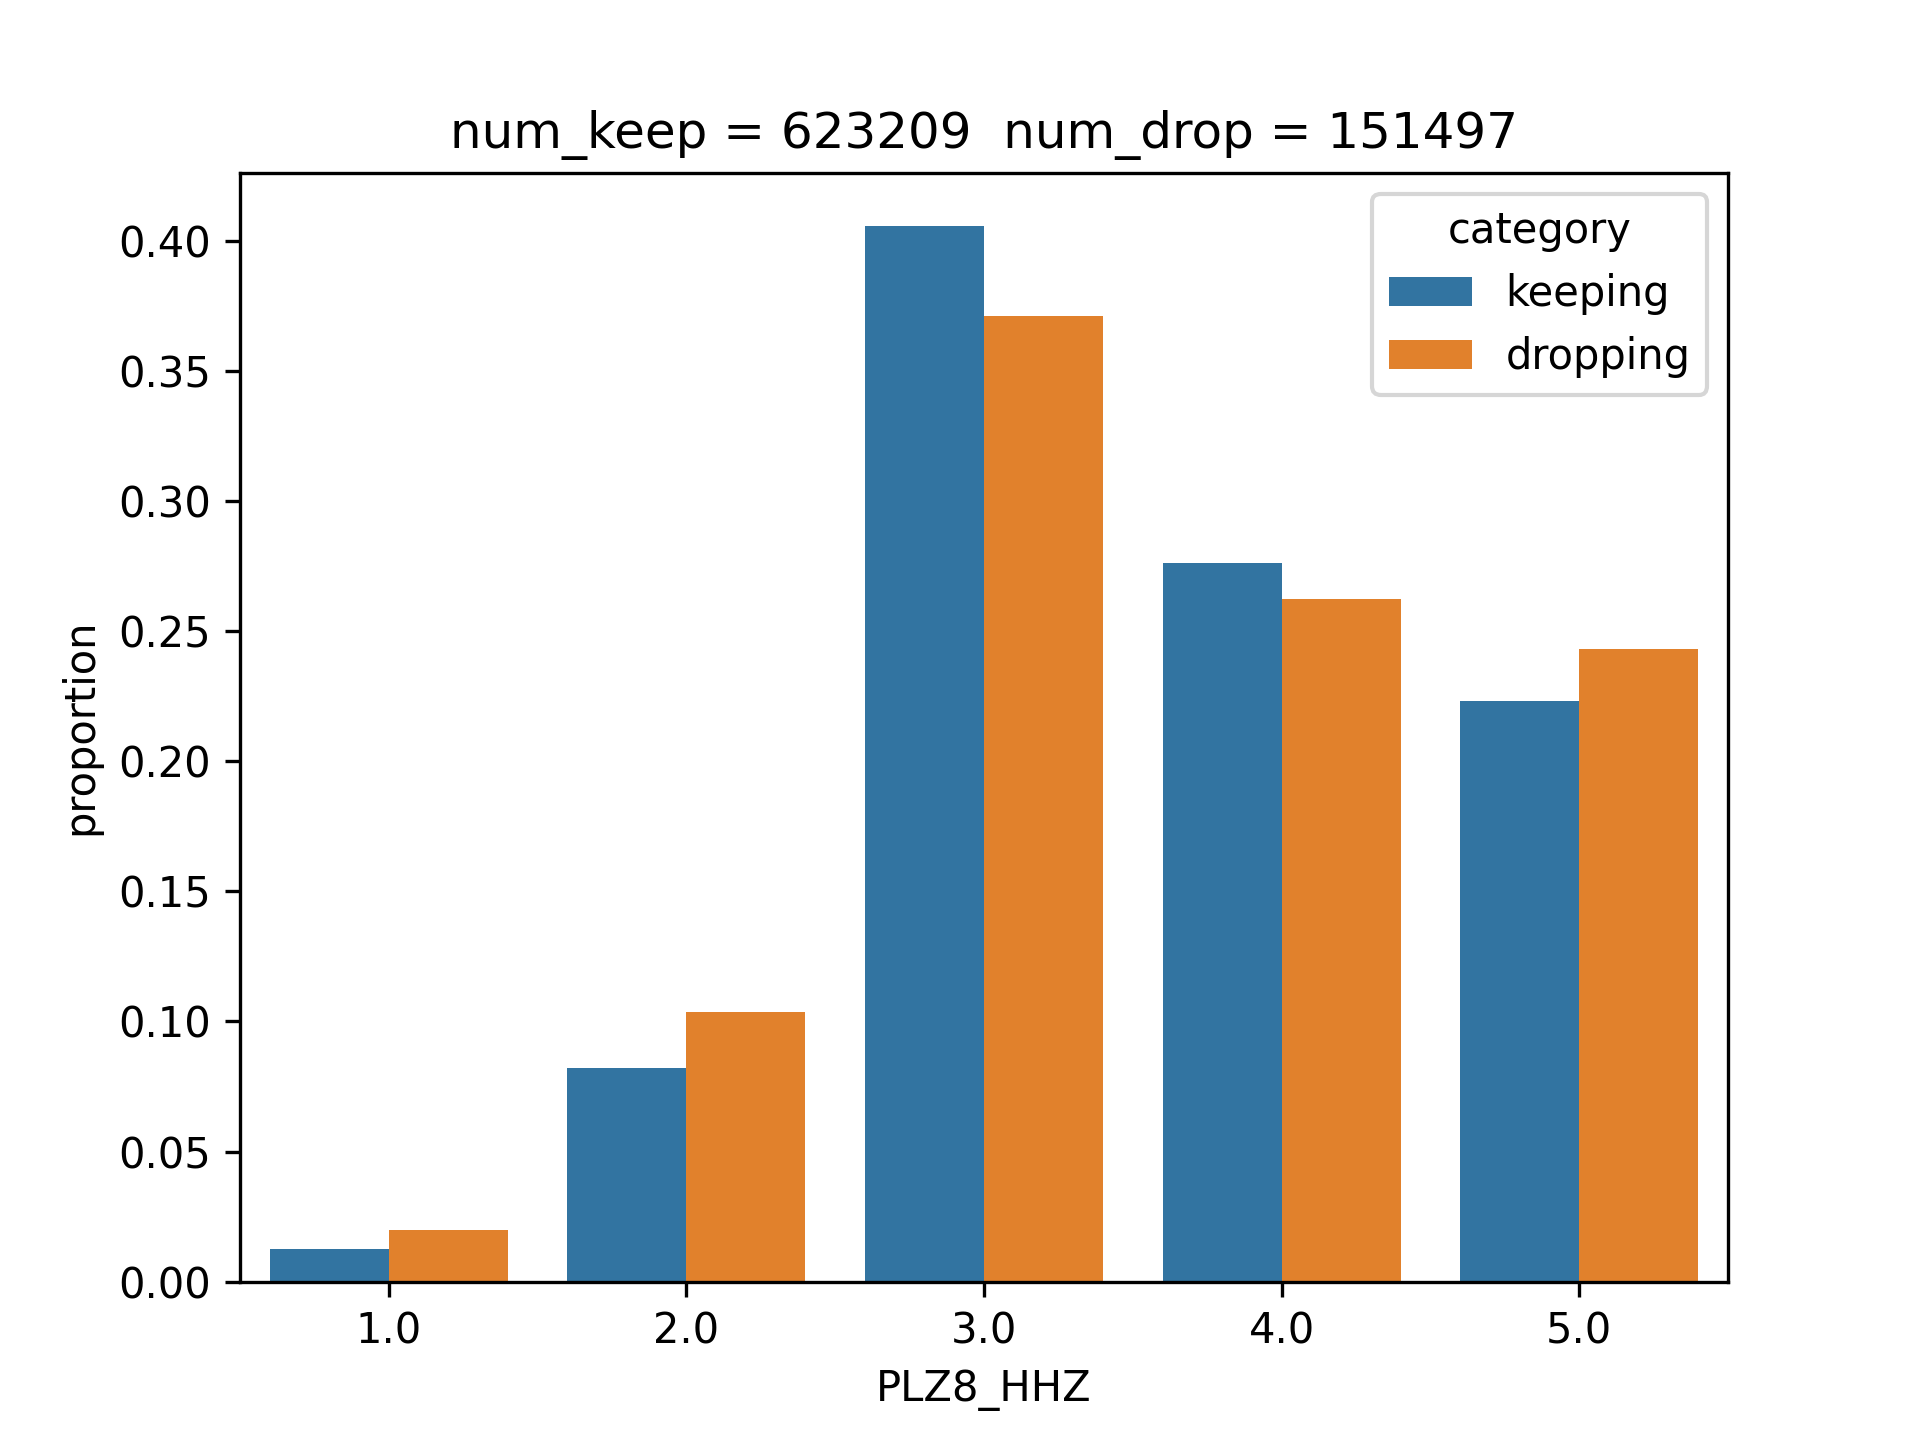 num_keep = 623209  num_drop = 151497
category
keeping
dropping
0.40
0.35
0.30
0.25
0.20
0.15
0.10
0.05
0.00
proportion
1.0 2.0 3.0 4.0 5.0
PLZ8_HHZ